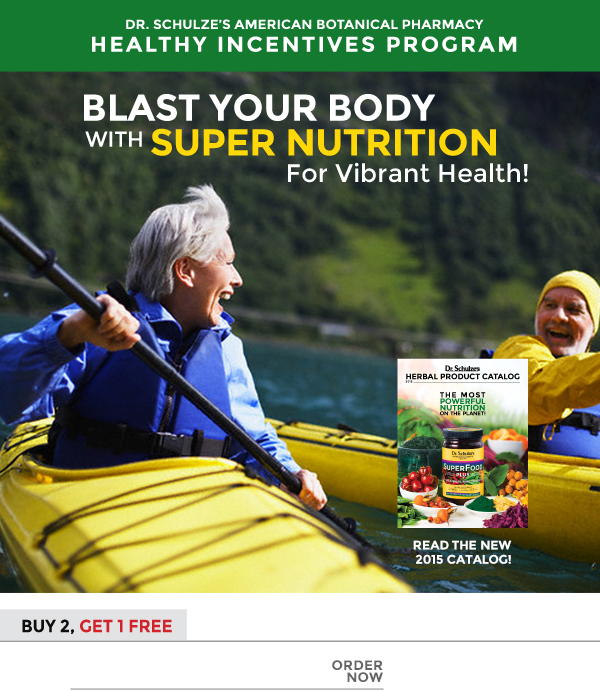 DR. SCHULZE'S AMERICAN BOTANICAL PHARMACY
HEALTHY INCENTIVES PROGRAM
BLAST YOUR BODY
WITH SUPER NUTRITION
For Vibrant Health!
Dr. Schulze's
HERBAL PRODUCT CATALOG
THE MOST
POWERFUL
NUTRITION
ON THE PLANET!
Dr. Schulze's
SUPERFOOD
PLUS
READ THE NEW
2015 CATALOG!
BUY 2, GET 1 FREE
ORDER
NOW